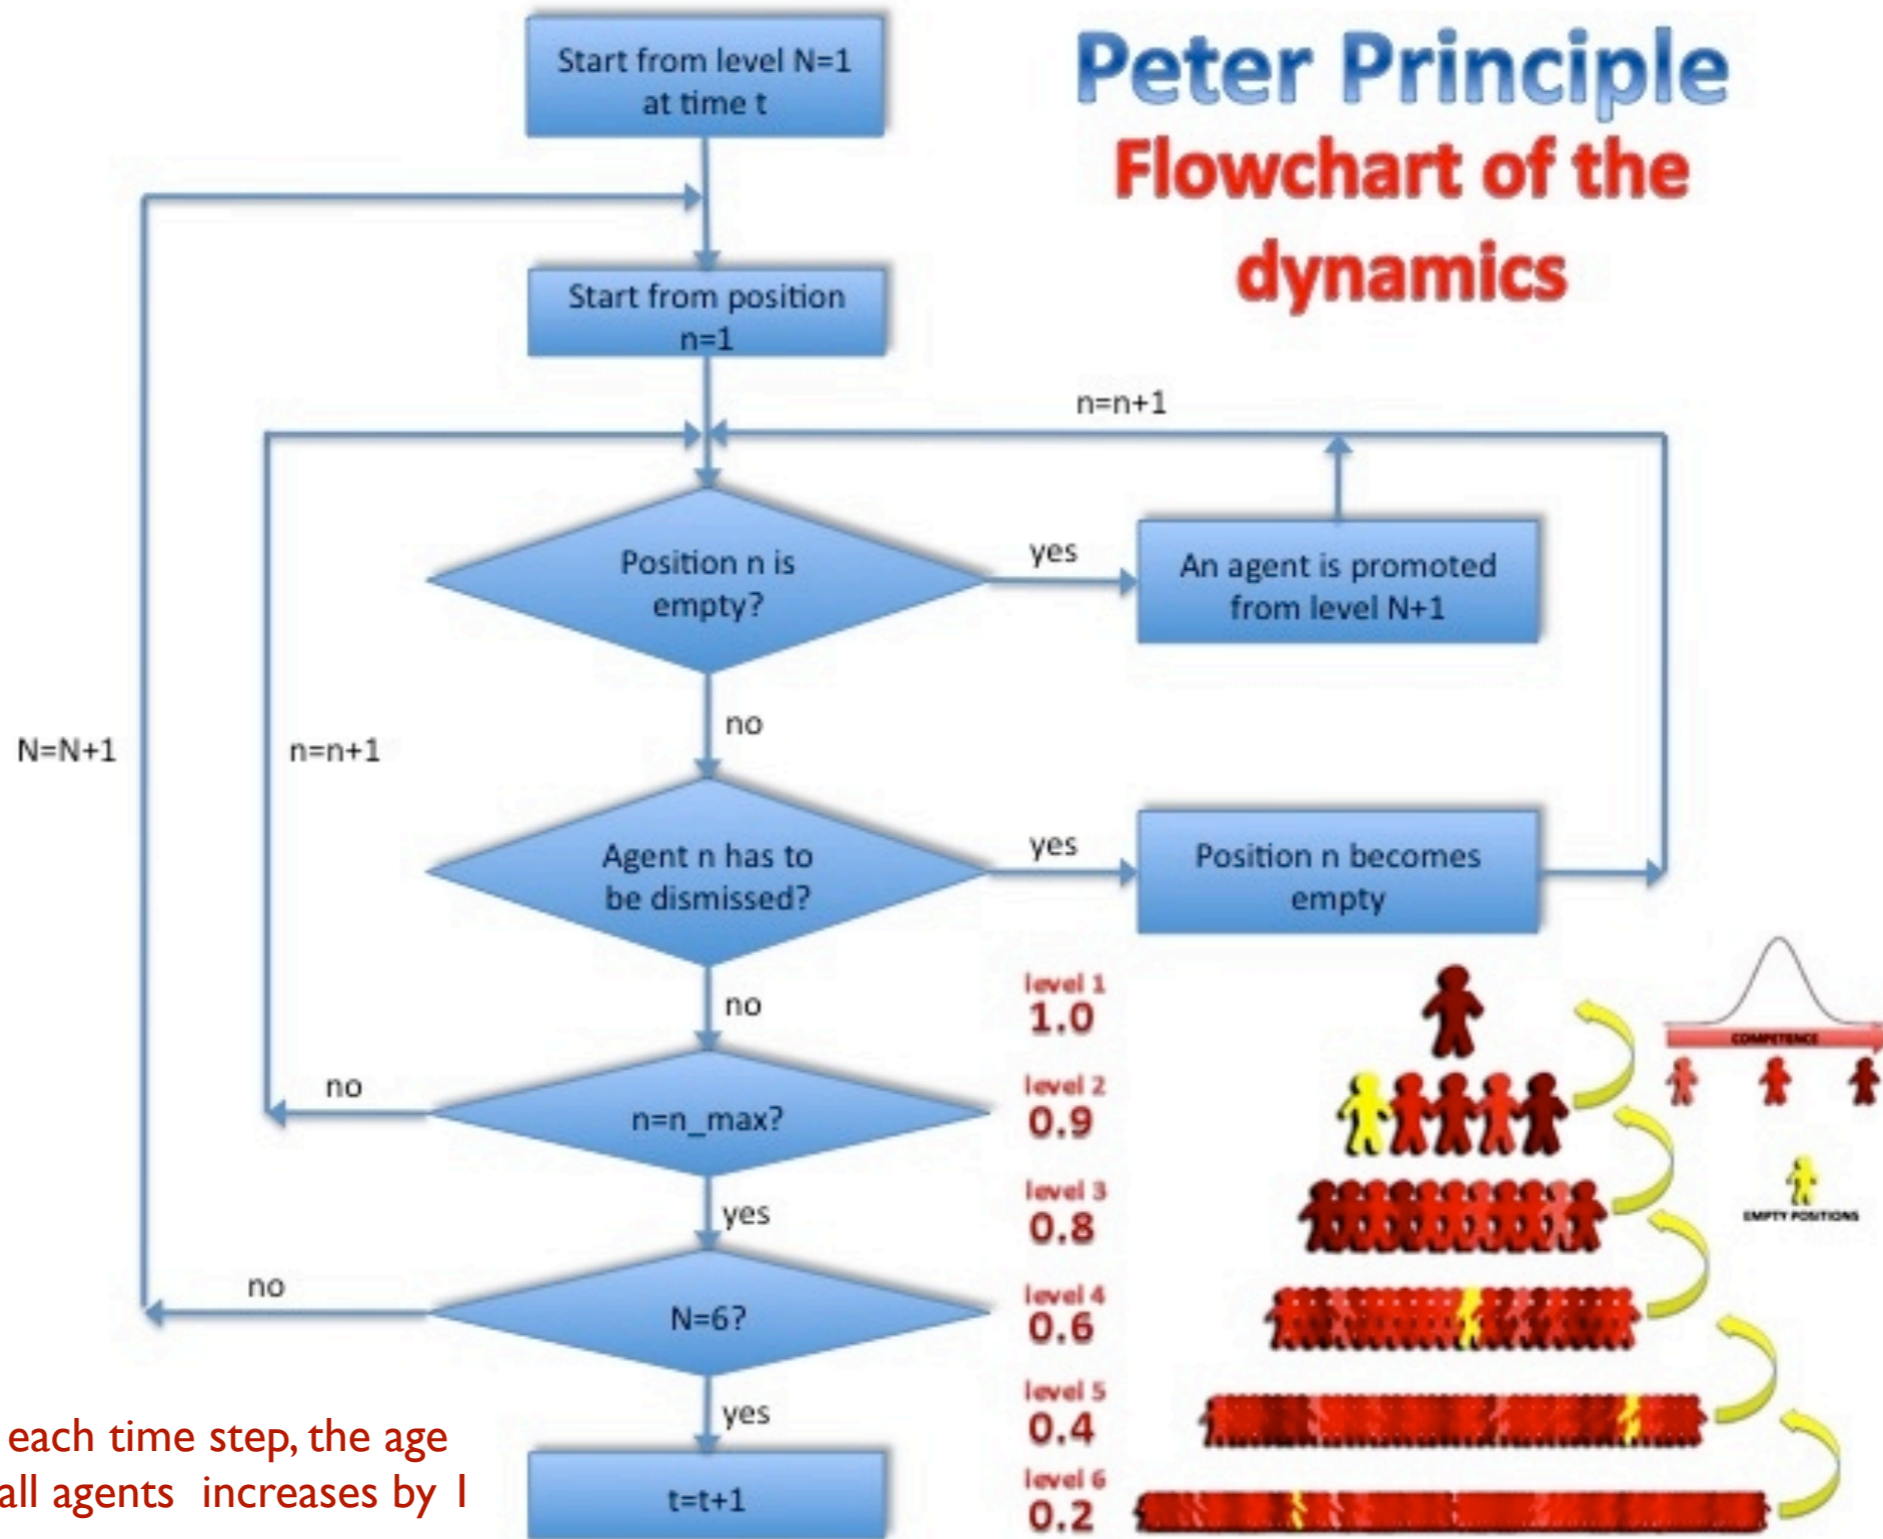 Peter Principle
Flowchart of the
dynamics
Start from level N=1
at time t
Start from position
n=1
n=n+1
Position n is
empty?
yes
An agent is promoted
from level N+1
no
N=N+1
n=n+1
Agent n has to
be dismissed?
yes
Position n becomes
empty
no
n=n_max?
no
yes
N=6?
no
yes
t=t+1
each time step, the age
all agents increases by 1
level 1
1.0
level 2
0.9
level 3
0.8
level 4
0.6
level 5
0.4
level 6
0.2
COMPETENCE
EMPTY POSITIONS